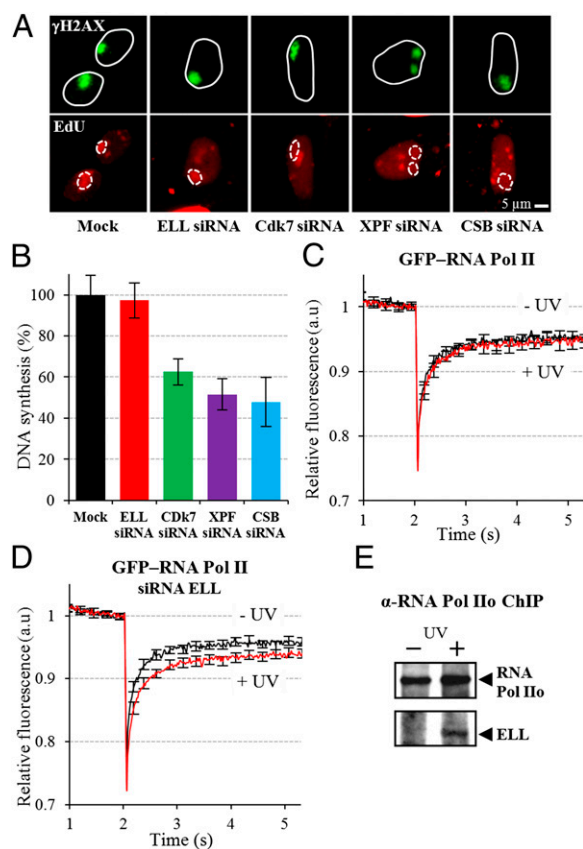 A
γH2AX
EdU
5 µm
Mock
ELL siRNA
Cdk7 siRNA
XPF siRNA
CSB siRNA
B
DNA synthesis (%)
120
100
80
60
40
20
0
Mock
ELL siRNA
CDk7 siRNA
XPF siRNA
CSB siRNA
C
GFP–RNA Pol II
Relative fluorescence (a.u)
1
0.9
0.8
0.7
- UV
+ UV
1 2 3 4 5
Time (s)
D
GFP–RNA Pol II
siRNA ELL
Relative fluorescence (a.u)
1
0.9
0.8
0.7
- UV
+ UV
1 2 3 4 5
Time (s)
E
α-RNA Pol IIo ChIP
UV
− +
RNA
Pol IIo
ELL